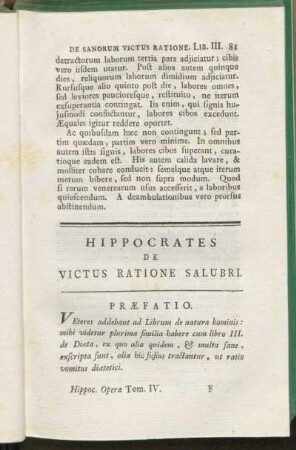 DE SANORUM VICTUS RATIONE. LIB. III. 81
detractorum laborum tertia pars adjiciatur: cibis
vero iisdem utatur. Post alios autem quinque
dies, reliquorum laborum dimidium adjiciatur.
Rursusque alio quinto post die, labores omnes,
sed leviores paucioresque, restituito, ne iterum
exsuperantia contingat. Iis enim, qui signis hu-
jusmodi conflictantur, labores cibos excedunt.
Æquales igitur reddere oportet.
Ac quibusdam hæc non contingunt; sed par-
tim quædam, partim vero minime. In omnibus
autem istis signis, labores cibos superant, cura-
tioque eadem est. His autem calida lavare, &
molliter cubare conducit: semelque atque iterum
merum bibere, sed non supra modum. Quod
si rerum venerearum usus accesserit, a laboribus
quiescendum. A deambulationibus vero prorsus
abstinendum.
HIPPOCRATES
DE
VICTUS RATIONE SALUBRI.
PRÆFATIO.
Veteres addebant ad Librum de natura hominis:
mihi videtur plurima similia habere cum libro III.
de Diæta, ex quo alia quidem, & multa sane,
exscripta sunt, alia hic fusius tractantur, ut ratio
vomitus diætetici.
Hippoc. Opera Tom. IV. F